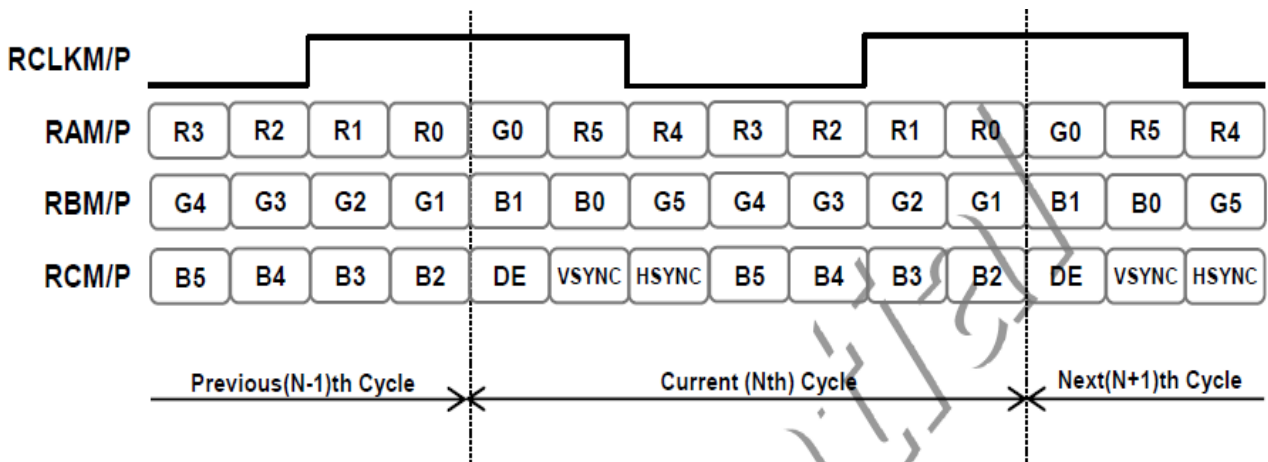 RCLKM/P
RAM/P R3 R2 R1 R0 G0 R5 R4 R3 R2 R1 R0 G0 R5 R4
RBM/P G4 G3 G2 G1 B1 B0 G5 G4 G3 G2 G1 B1 B0 G5
RCM/P B5 B4 B3 B2 DE VSYNC HSYNC B5 B4 B3 B2 DE VSYNC HSYNC
Previous(N-1)th Cycle Current (Nth) Cycle Next(N+1)th Cycle